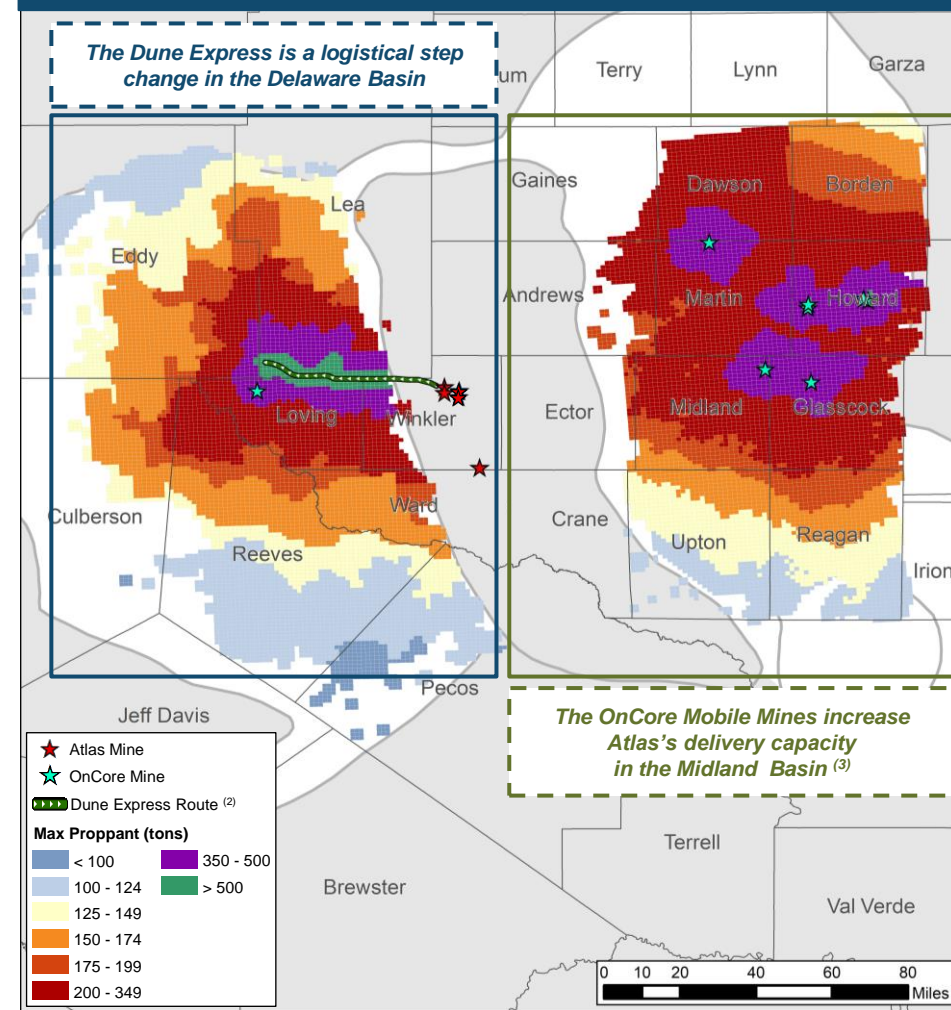 The Dune Express is a logistical step
change in the Delaware Basin
um
Terry
Lynn
Garza
Gaines
Dawson
Borden
Lea
Eddy
Andrews
Martin
Howard
Loving
Winkler
Ector
Midland
Glasscock
Culberson
Ward
Reeves
Crane
Upton
Reagan
Irion
Pecos
Jeff Davis
The OnCore Mobile Mines increase
Atlas's delivery capacity
in the Midland Basin (3)
Atlas Mine
OnCore Mine
Dune Express Route (2)
Max Proppant (tons)
< 100
100 - 124
125 - 149
150 - 174
175 - 199
200 - 349
350 - 500
> 500
Brewster
Terrell
Val Verde
0 10 20 40 60 80
Miles